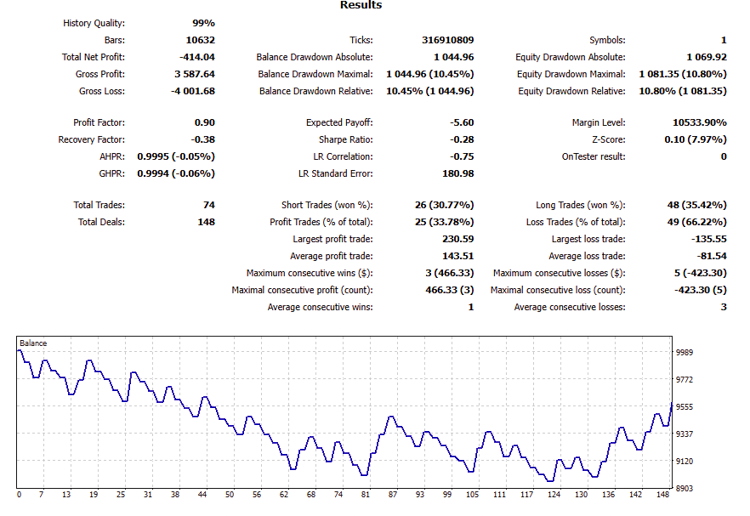 Results
History Quality: 99%
Bars: 10632 Ticks: 316910809 Symbols: 1
Total Net Profit: -414.04 Balance Drawdown Absolute: 1 044.96 Equity Drawdown Absolute: 1 069.92
Gross Profit: 3 587.64 Balance Drawdown Maximal: 1 044.96 (10.45%) Equity Drawdown Maximal: 1 081.35 (10.80%)
Gross Loss: -4 001.68 Balance Drawdown Relative: 10.45% (1 044.96) Equity Drawdown Relative: 10.80% (1 081.35)
Profit Factor: 0.90 Expected Payoff: -5.60 Margin Level: 10533.90%
Recovery Factor: -0.38 Sharpe Ratio: -0.28 Z-Score: 0.10 (7.97%)
AHPR: 0.9995 (-0.05%) LR Correlation: -0.75 OnTester result: 0
GHPR: 0.9994 (-0.06%) LR Standard Error: 180.98
Total Trades: 74 Short Trades (won %): 26 (30.77%) Long Trades (won %): 48 (35.42%)
Total Deals: 148 Profit Trades (% of total): 25 (33.78%) Loss Trades (% of total): 49 (66.22%)
Largest profit trade: 230.59 Largest loss trade: -135.55
Average profit trade: 143.51 Average loss trade: -81.54
Maximum consecutive wins ($): 3 (466.33) Maximum consecutive losses ($): 5 (-423.30)
Maximal consecutive profit (count): 466.33 (3) Maximal consecutive loss (count): -423.30 (5)
Average consecutive wins: 1 Average consecutive losses: 3
Balance
9989
9772
9555
9337
9120
8903
0 7 13 19 25 31 38 44 50 56 62 68 74 81 87 93 99 105 111 117 124 130 136 142 148